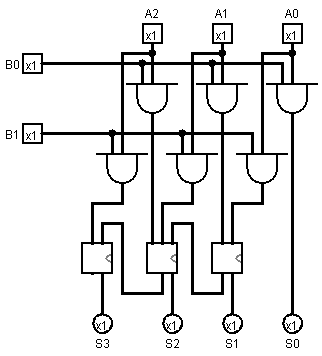 A2 A1 A0
x1 x1 x1
B0 x1
B1 x1
x1 x1 x1 x1
S3 S2 S1 S0